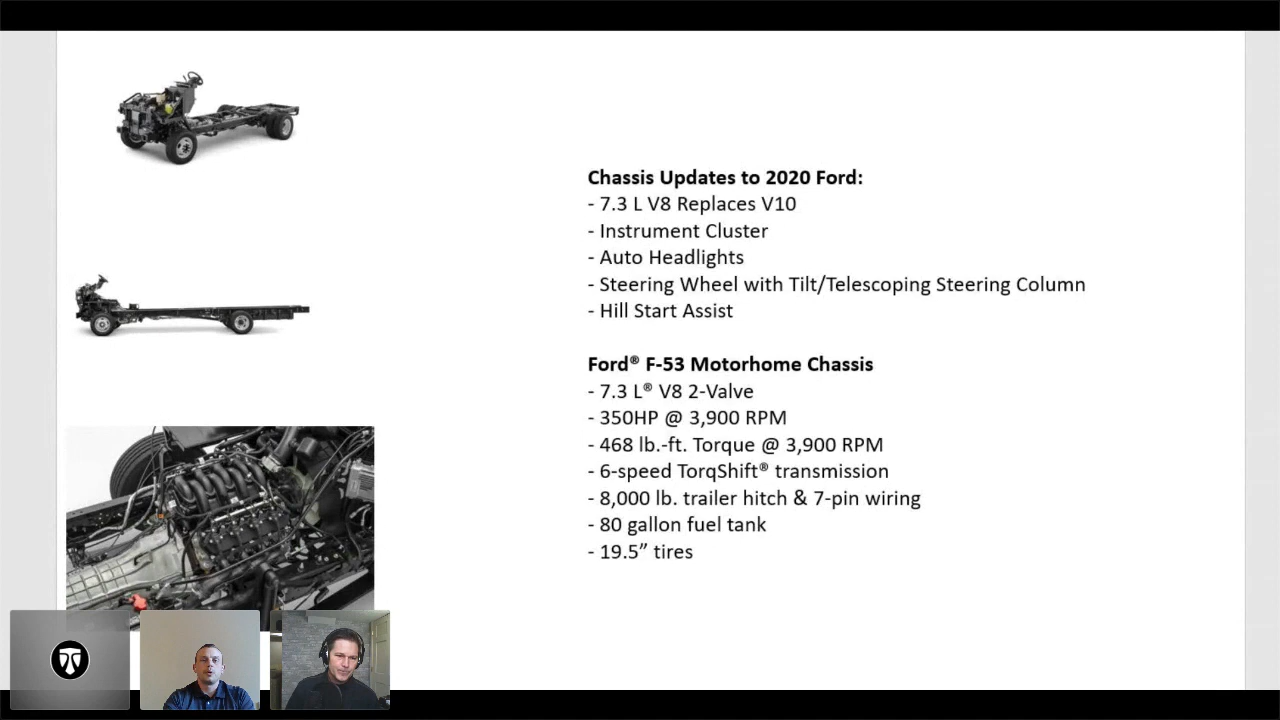 Chassis Updates to 2020 Ford:
- 7.3 L V8 Replaces V10
- Instrument Cluster
- Auto Headlights
- Steering Wheel with Tilt/Telescoping Steering Column
- Hill Start Assist
Ford® F-53 Motorhome Chassis
- 7.3 L® V8 2-Valve
- 350HP @ 3,900 RPM
- 468 lb.-ft. Torque @ 3,900 RPM
- 6-speed TorqShift® transmission
- 8,000 lb. trailer hitch & 7-pin wiring
- 80 gallon fuel tank
- 19.5” tires